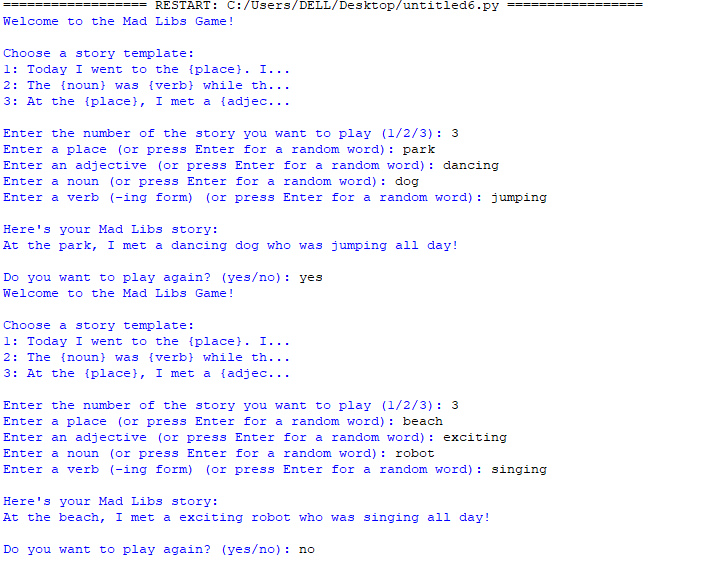 ================== RESTART: C:/Users/DELL/Desktop/untitled6.py =================
Welcome to the Mad Libs Game!
Choose a story template:
1: Today I went to the {place}. I...
2: The {noun} was {verb} while th...
3: At the {place}, I met a {adjec...
Enter the number of the story you want to play (1/2/3): 3
Enter a place (or press Enter for a random word): park
Enter an adjective (or press Enter for a random word): dancing
Enter a noun (or press Enter for a random word): dog
Enter a verb (-ing form) (or press Enter for a random word): jumping
Here's your Mad Libs story:
At the park, I met a dancing dog who was jumping all day!
Do you want to play again? (yes/no): yes
Welcome to the Mad Libs Game!
Choose a story template:
1: Today I went to the {place}. I...
2: The {noun} was {verb} while th...
3: At the {place}, I met a {adjec...
Enter the number of the story you want to play (1/2/3): 3
Enter a place (or press Enter for a random word): beach
Enter an adjective (or press Enter for a random word): exciting
Enter a noun (or press Enter for a random word): robot
Enter a verb (-ing form) (or press Enter for a random word): singing
Here's your Mad Libs story:
At the beach, I met a exciting robot who was singing all day!
Do you want to play again? (yes/no): no